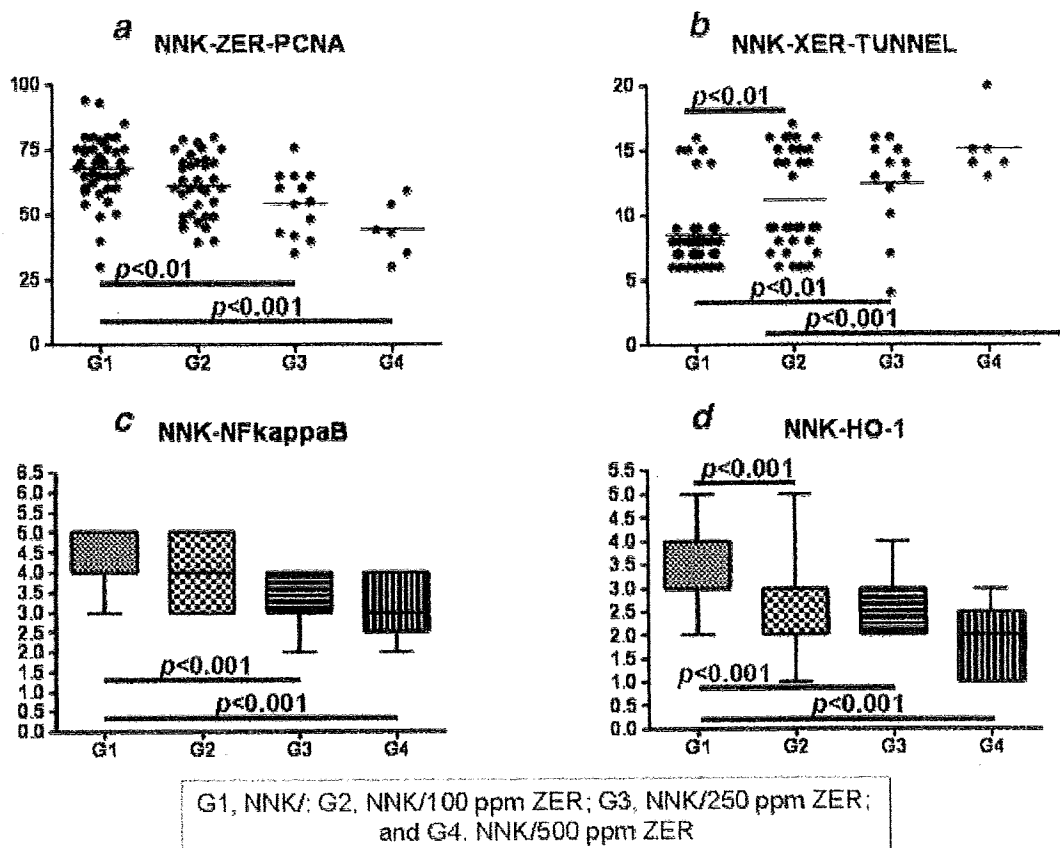 a
NNK-ZER-PCNA
100
75
50
25
0
p<0.01
p<0.001
G1 G2 G3 G4
b
NNK-XER-TUNNEL
20
15
10
5
0
p<0.01
p<0.01
p<0.001
G1 G2 G3 G4
c
NNK-NFkappaB
6.5
6.0
5.5
5.0
4.5
4.0
3.5
3.0
2.5
2.0
1.5
1.0
0.5
0.0
p<0.001
p<0.001
G1 G2 G3 G4
d
NNK-HO-1
5.5
5.0
4.5
4.0
3.5
3.0
2.5
2.0
1.5
1.0
0.5
0.0
p<0.001
p<0.001
p<0.001
G1 G2 G3 G4
G1, NNK/; G2, NNK/100 ppm ZER; G3, NNK/250 ppm ZER;
and G4. NNK/500 ppm ZER